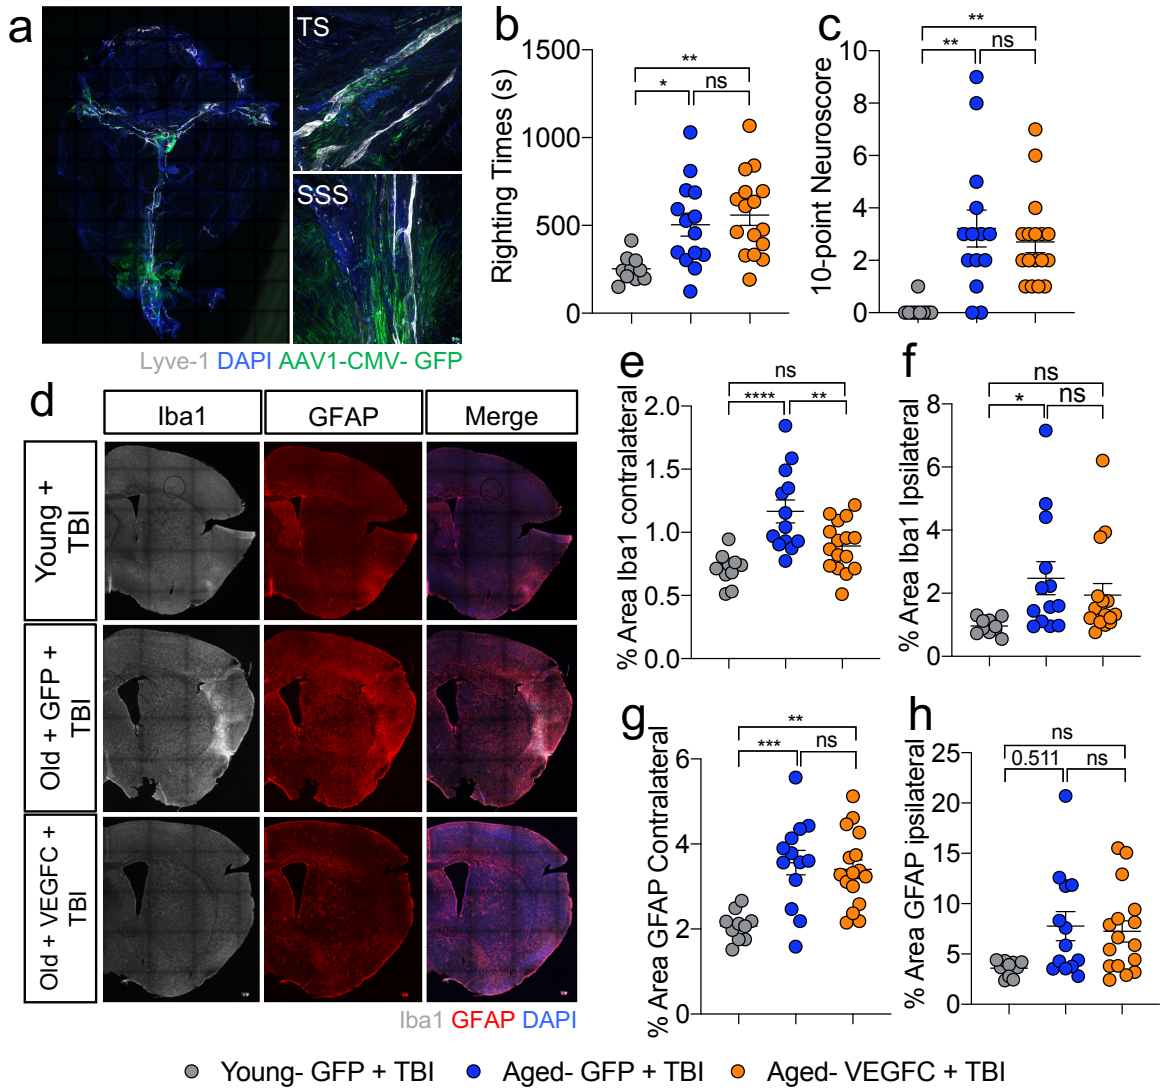 a
TS
SSS
Lyve-1 DAPI AAV1-CMV- GFP
b
Righting Times (s)
1500
1000
500
0
**
*
ns
c
10-point Neuroscore
10
8
6
4
2
0
**
**
ns
d
Iba1
GFAP
Merge
Young +
TBI
Old + GFP +
TBI
Old + VEGFC +
TBI
Iba1 GFAP DAPI
e
% Area Iba1 contralateral
2.0
1.5
1.0
0.5
0.0
ns
****
**
f
% Area Iba1 Ipsilateral
8
6
4
2
0
ns
*
ns
g
% Area GFAP Contralateral
6
4
2
0
**
***
ns
h
% Area GFAP ipsilateral
25
20
15
10
5
0
ns
0.511
ns
Young- GFP + TBI
Aged- GFP + TBI
Aged- VEGFC + TBI